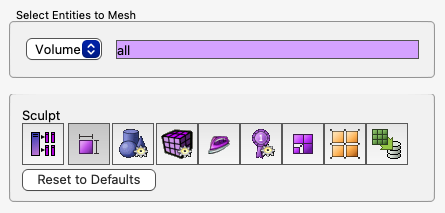 Select Entities to Mesh
Volume all
Sculpt
Reset to Defaults